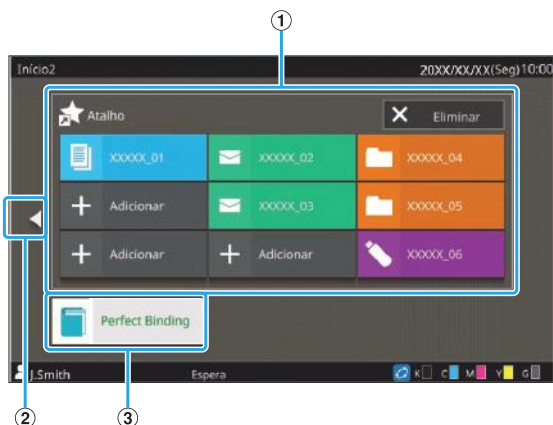 ①
Início2 20XX/XX/XX(Seg)10:00
Atalho Eliminar
XXXXX_01 XXXXX_02 XXXXX_04
Adicionar XXXXX_03 XXXXX_05
Adicionar Adicionar XXXXX_06
Perfect Binding
J.Smith Espera K C M Y G
② ③